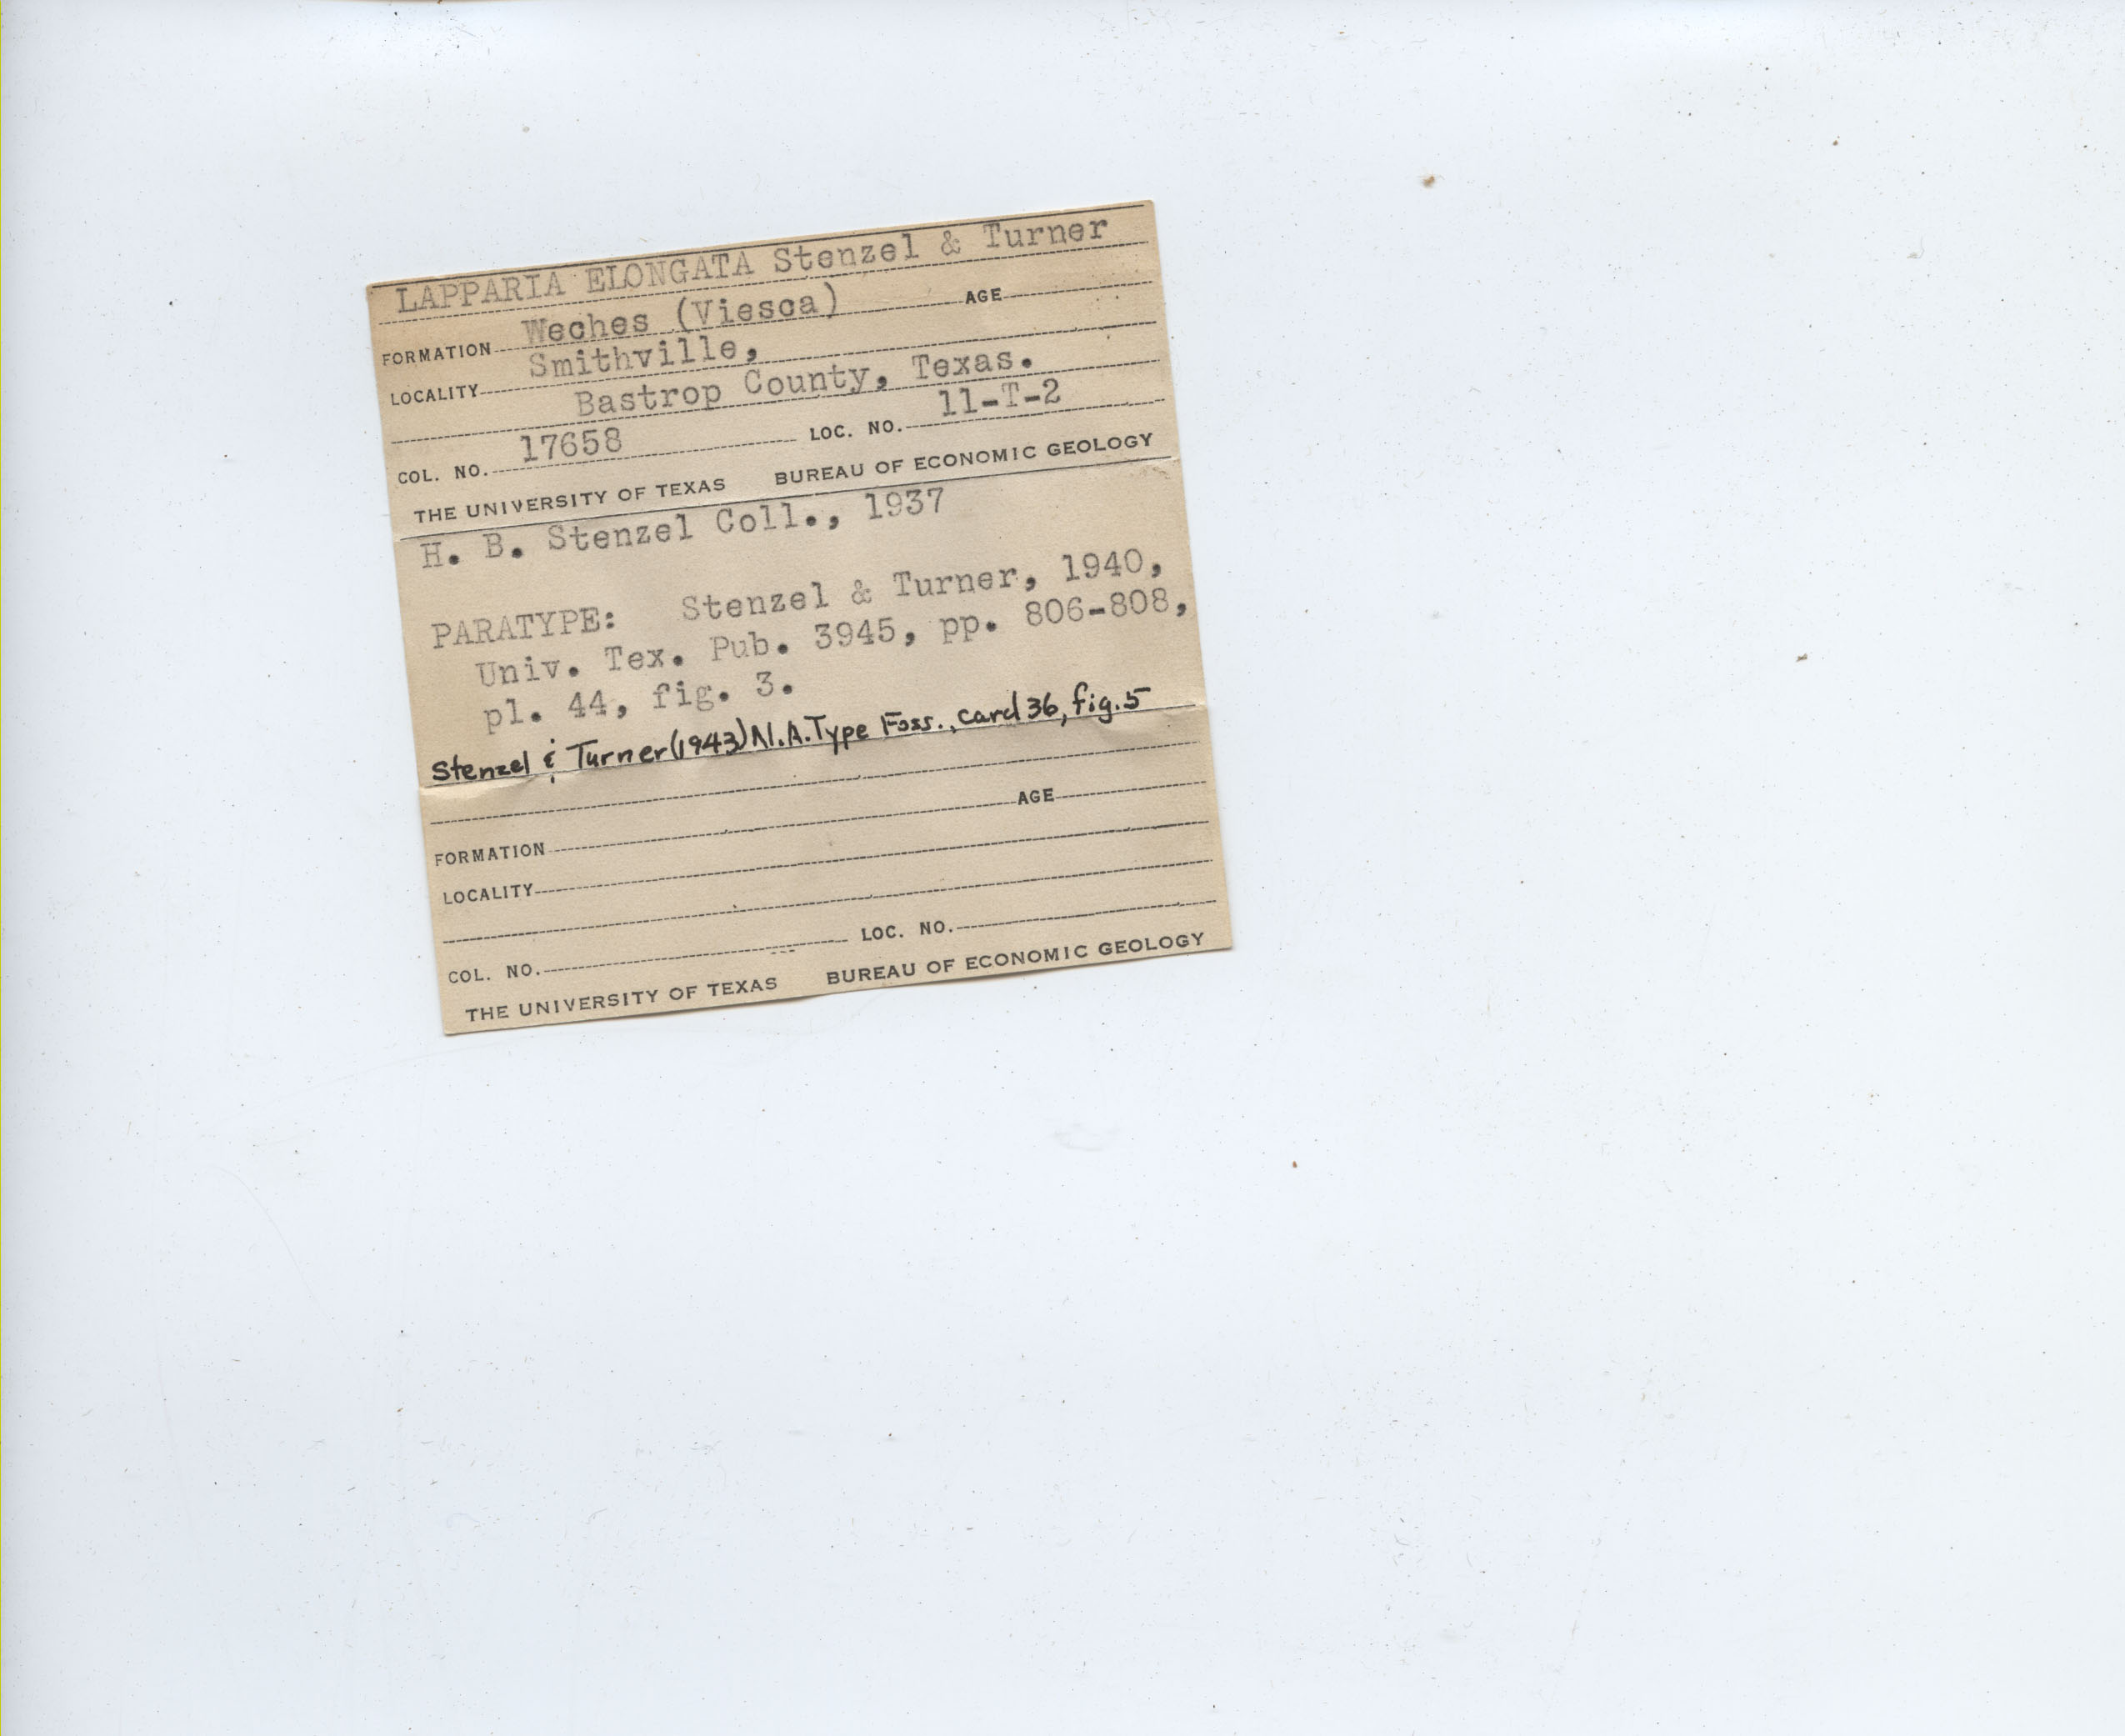 LAPPARIA ELONGATA Stenzel & Turner
FORMATION Weches (Viesca) AGE
LOCALITY Smithville,
Bastrop County, Texas.
COL. NO. 17658 LOC. NO. 11-T-2
THE UNIVERSITY OF TEXAS BUREAU OF ECONOMIC GEOLOGY
H. B. Stenzel Coll., 1937
PARATYPE: Stenzel & Turner, 1940,
Univ. Tex. Pub. 3945, pp. 806-808,
pl. 44, fig. 3.
Stenzel & Turner (1943) N.A. Type Foss., card 36, fig. 5
FORMATION AGE
LOCALITY
COL. NO. LOC. NO.
THE UNIVERSITY OF TEXAS BUREAU OF ECONOMIC GEOLOGY